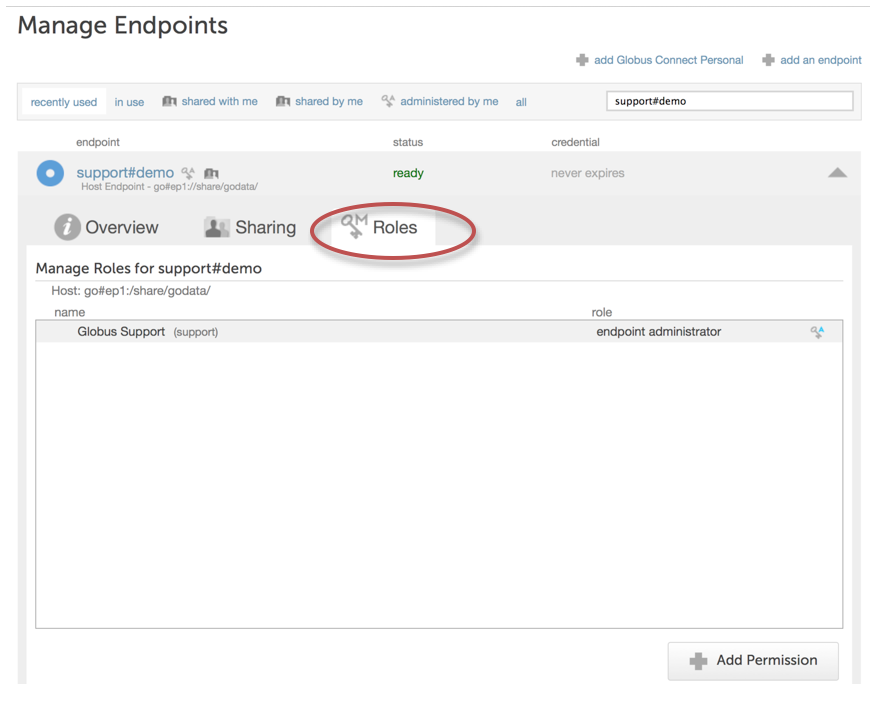 Manage Endpoints
add Globus Connect Personal add an endpoint
recently used in use shared with me shared by me administered by me all support#demo
endpoint status credential
support#demo ready never expires
Host Endpoint - go#ep1://share/godata/
Overview Sharing Roles
Manage Roles for support#demo
Host: go#ep1:/share/godata/
name role
Globus Support (support) endpoint administrator
Add Permission